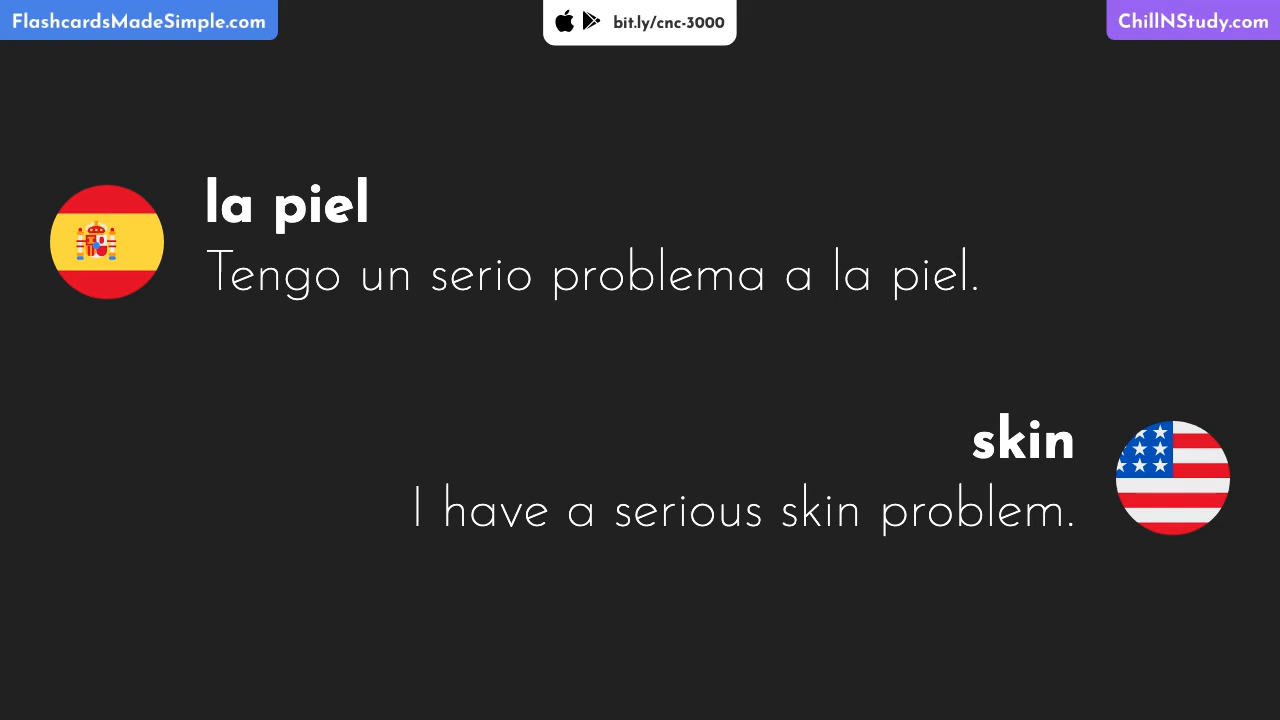 FlashcardsMadeSimple.com
bit.ly/cnc-3000
ChillNStudy.com
la piel
Tengo un serio problema a la piel.
skin
I have a serious skin problem.